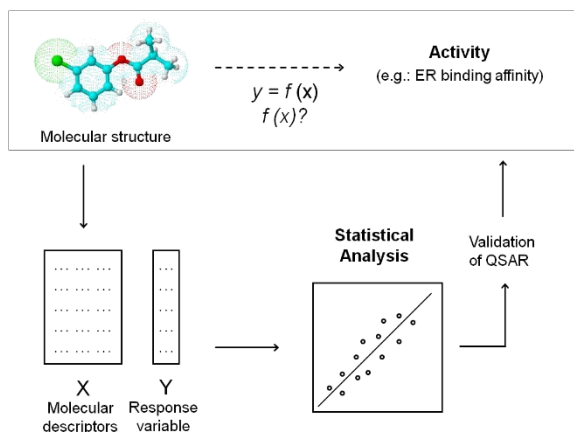 Activity
(e.g.: ER binding affinity)
y = f (x)
f (x)?
Molecular structure
Statistical
Analysis
Validation
of QSAR
X
Molecular
descriptors
Y
Response
variable